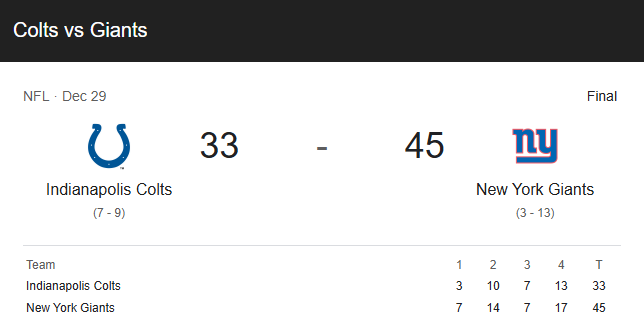 Colts vs Giants
NFL · Dec 29 Final
33 - 45
ny
Indianapolis Colts New York Giants
(7 - 9) (3 - 13)
Team 1 2 3 4 T
Indianapolis Colts 3 10 7 13 33
New York Giants 7 14 7 17 45